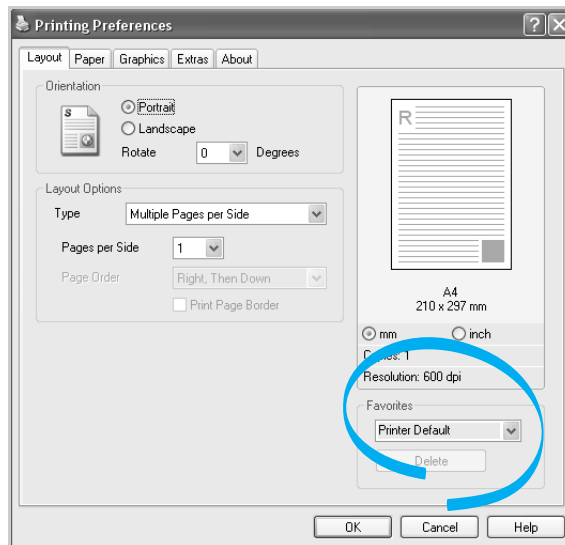 Printing Preferences
Layout Paper Graphics Extras About
Orientation
S
Portrait
Landscape
Rotate 0 Degrees
Layout Options
Type Multiple Pages per Side
Pages per Side 1
Page Order Right, Then Down
Print Page Border
R
A4
210 x 297 mm
mm inch
Copies: 1
Resolution: 600 dpi
Favorites
Printer Default
Delete
OK Cancel Help